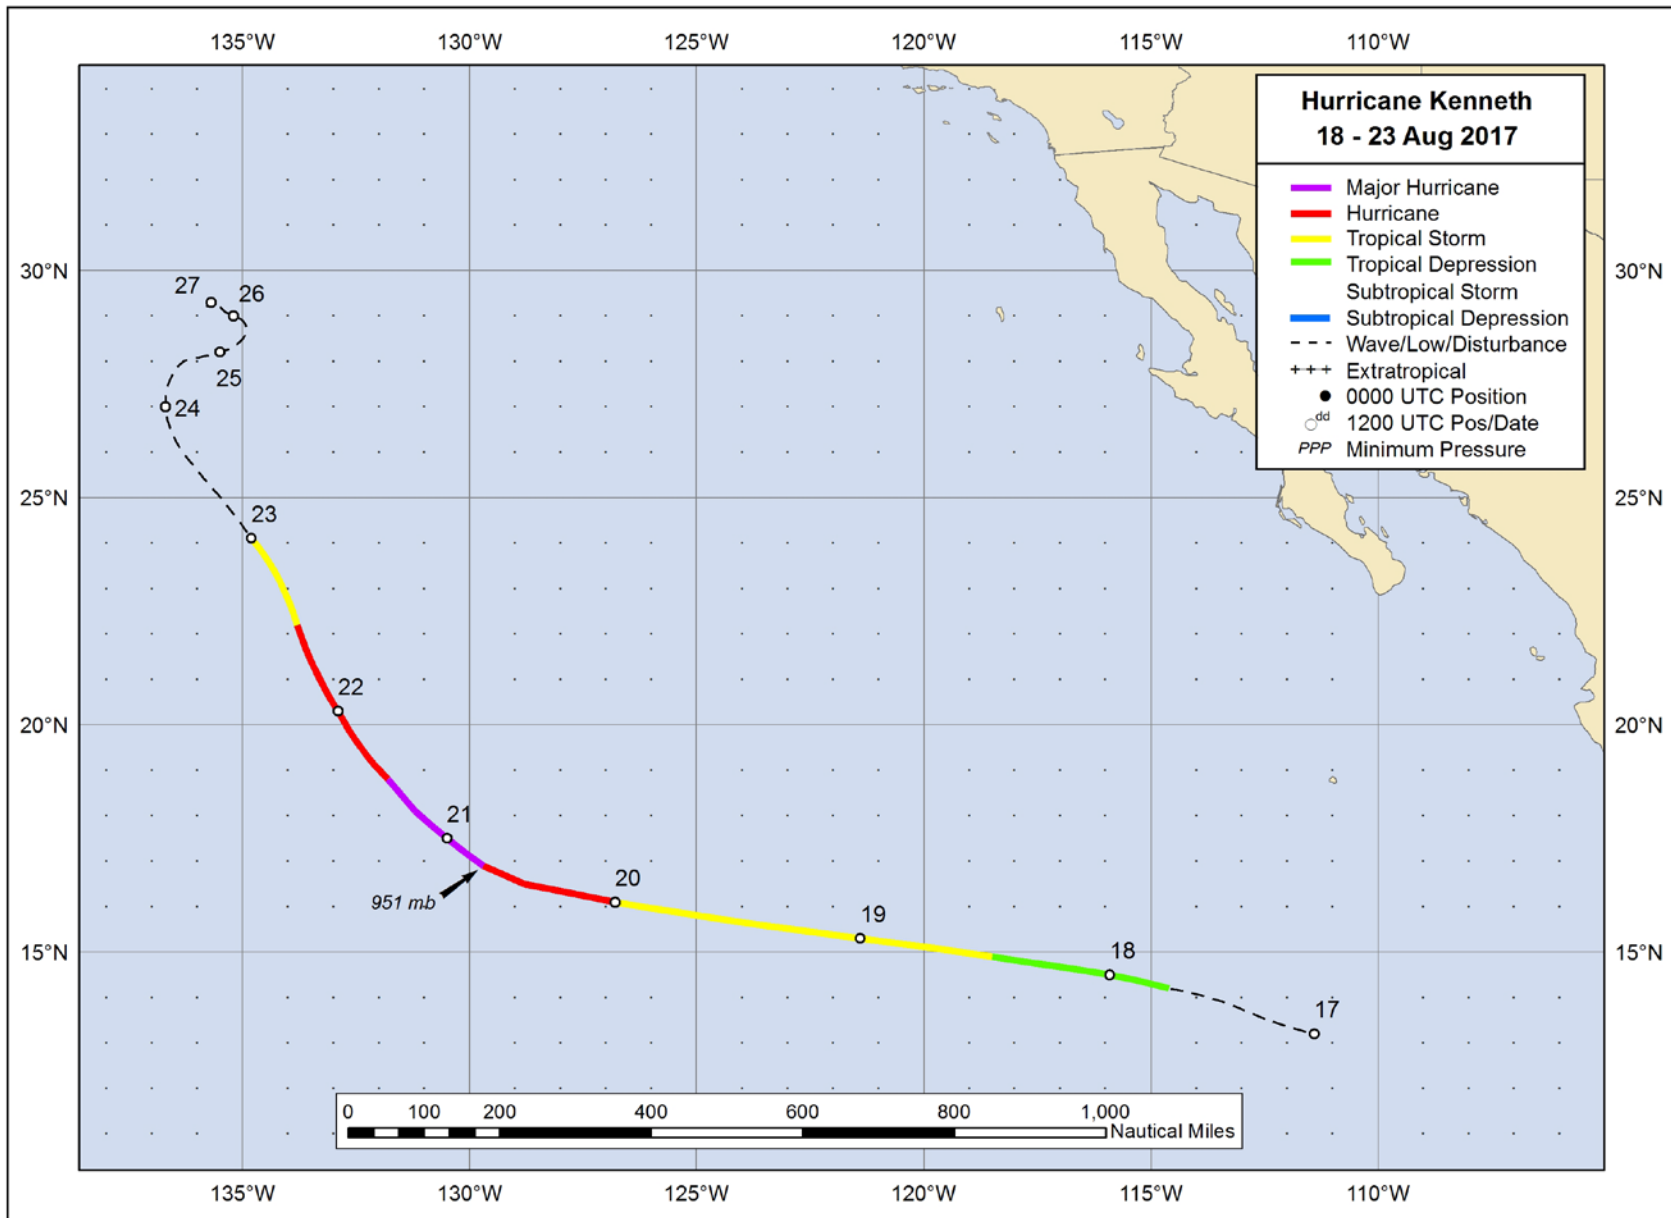 135°W 130°W 125°W 120°W 115°W 110°W
Hurricane Kenneth
18 - 23 Aug 2017
Major Hurricane
Hurricane
Tropical Storm
Tropical Depression
Subtropical Storm
Subtropical Depression
Wave/Low/Disturbance
+++ Extratropical
0000 UTC Position
dd 1200 UTC Pos/Date
PPP Minimum Pressure
30°N 30°N
27 26
25
24
25°N 25°N
23
22
20°N 20°N
21
951 mb
20
19
18
15°N 15°N
17
0 100 200 400 600 800 1,000
Nautical Miles
135°W 130°W 125°W 120°W 115°W 110°W